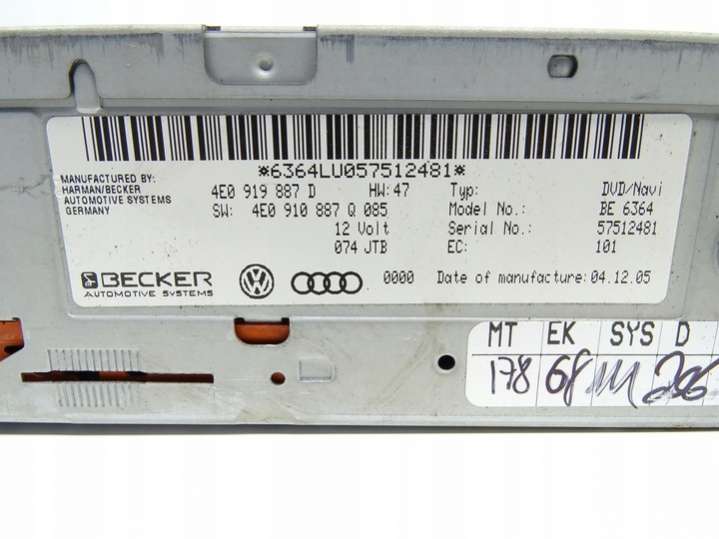 *6364LU057512481*
MANUFACTURED BY:
HARMAN/BECKER
AUTOMOTIVE SYSTEMS
GERMANY
4E0 919 887 D HW:47
SW: 4E0 910 887 Q 085
12 Volt
074 JTB
Typ: DVD/Navi
Model No.: BE 6364
Serial No.: 57512481
EC: 101
BECKER
AUTOMOTIVE SYSTEMS
0000 Date of manufacture: 04.12.05
MT EK SYS D
178 68